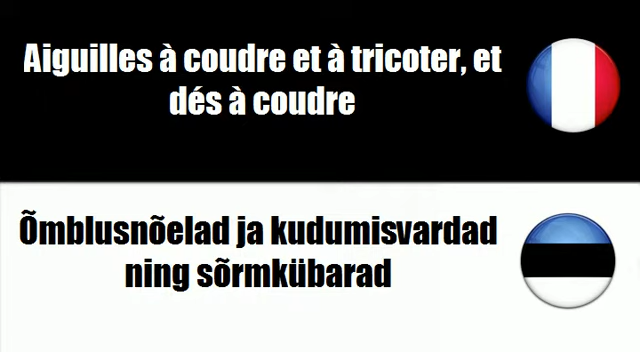 Aiguilles à coudre et à tricoter, et
dés à coudre
Õmblusnõelad ja kudumisvardad
ning sõrmkübarad